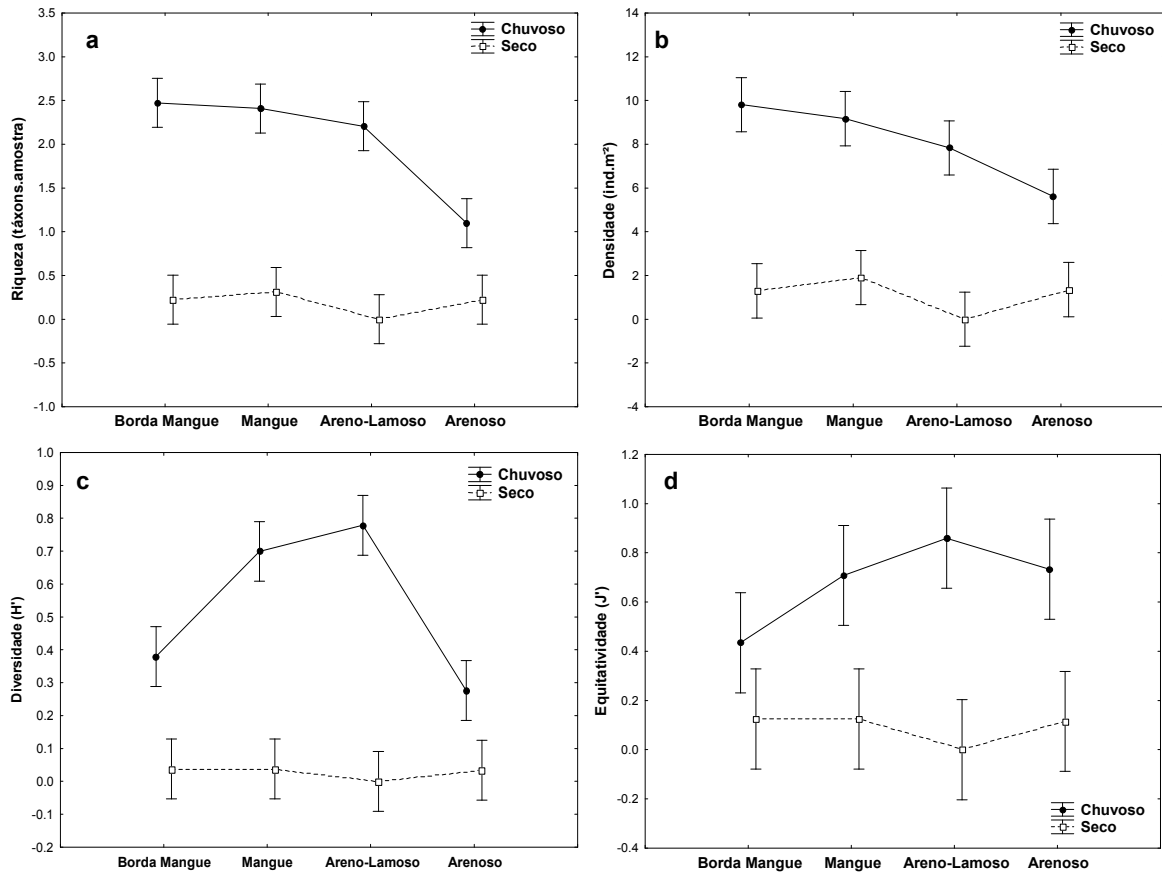 a
Chuvoso
Seco
Riqueza (táxons.amostra)
3.5
3.0
2.5
2.0
1.5
1.0
0.5
0.0
-0.5
-1.0
Borda Mangue Mangue Areno-Lamoso Arenoso
b
Chuvoso
Seco
Densidade (ind.m⁻²)
14
12
10
8
6
4
2
0
-2
-4
Borda Mangue Mangue Areno-Lamoso Arenoso
c
Chuvoso
Seco
Diversidade (H')
1.0
0.9
0.8
0.7
0.6
0.5
0.4
0.3
0.2
0.1
0.0
-0.1
-0.2
Borda Mangue Mangue Areno-Lamoso Arenoso
d
Equitatividade (J')
1.2
1.0
0.8
0.6
0.4
0.2
0.0
-0.2
-0.4
Chuvoso
Seco
Borda Mangue Mangue Areno-Lamoso Arenoso